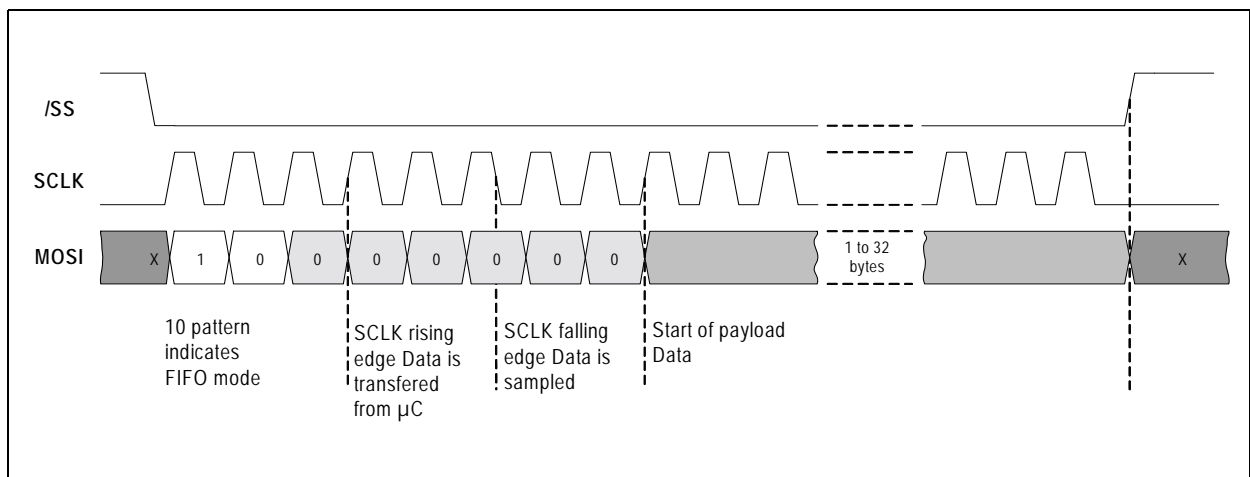 /SS
SCLK
MOSI
X 1 0 0 0 0 0 0 0 X
1 to 32
bytes
10 pattern
indicates
FIFO mode
SCLK rising
edge Data is
transfered
from µC
SCLK falling
edge Data is
sampled
Start of payload
Data